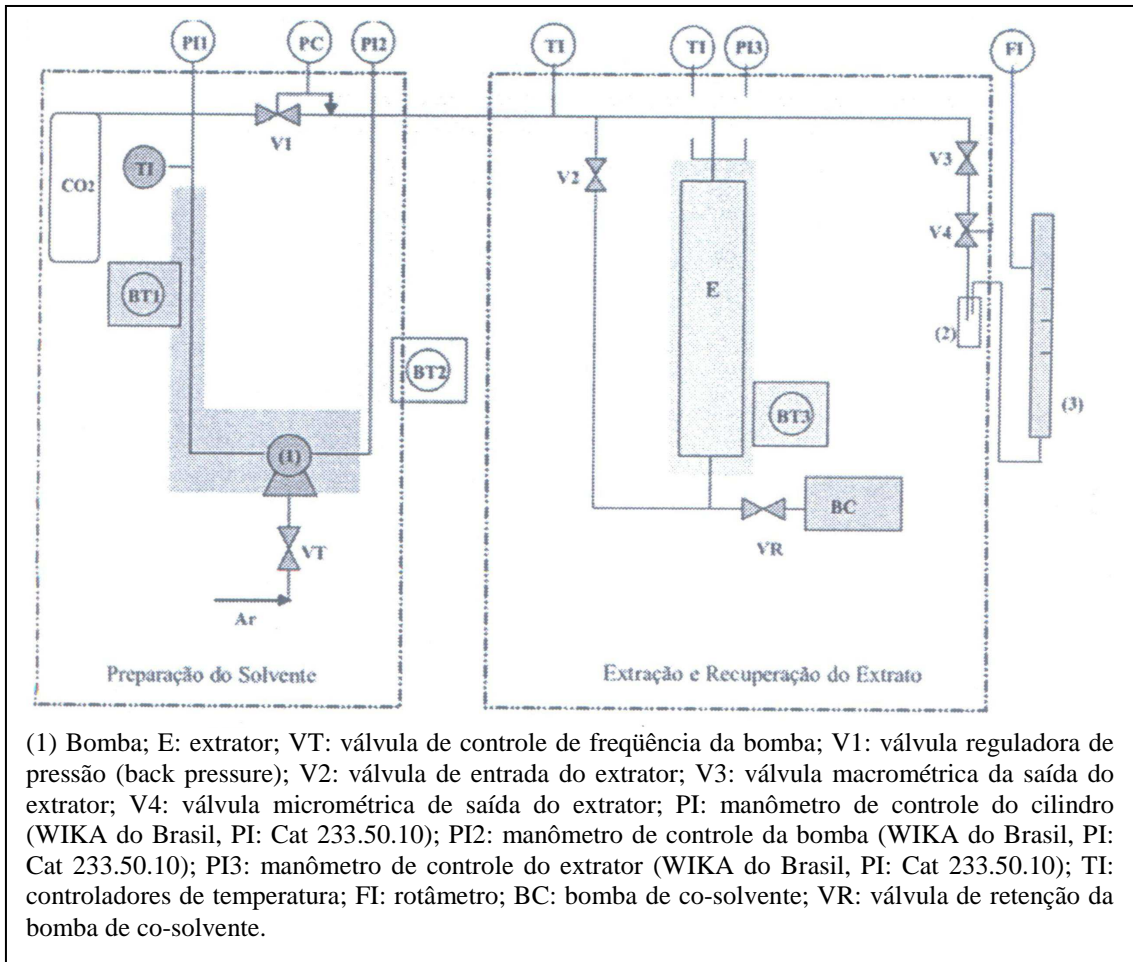 PI1
PC
PI2
TI
TI
PI3
FI
V1
V3
TI
CO₂
V2
V4
BT1
E
(2)
BT2
(3)
BT3
(1)
BC
VT
VR
Ar
Preparação do Solvente
Extração e Recuperação do Extrato
(1) Bomba; E: extrator; VT: válvula de controle de freqüência da bomba; V1: válvula reguladora de
pressão (back pressure); V2: válvula de entrada do extrator; V3: válvula macrométrica da saída do
extrator; V4: válvula micrométrica de saída do extrator; PI: manômetro de controle do cilindro
(WIKA do Brasil, PI: Cat 233.50.10); PI2: manômetro de controle da bomba (WIKA do Brasil, PI:
Cat 233.50.10); PI3: manômetro de controle do extrator (WIKA do Brasil, PI: Cat 233.50.10); TI:
controladores de temperatura; FI: rotâmetro; BC: bomba de co-solvente; VR: válvula de retenção da
bomba de co-solvente.